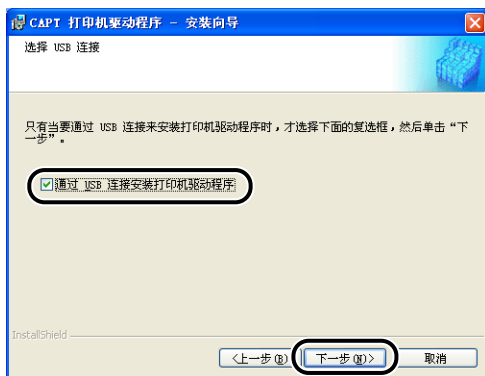 CAPT 打印机驱动程序 - 安装向导
选择 USB 连接
只有当要通过 USB 连接来安装打印机驱动程序时，才选择下面的复选框，然后单击“下
一步”。
通过 USB 连接安装打印机驱动程序
InstallShield
<上一步(B) 下一步(N)> 取消